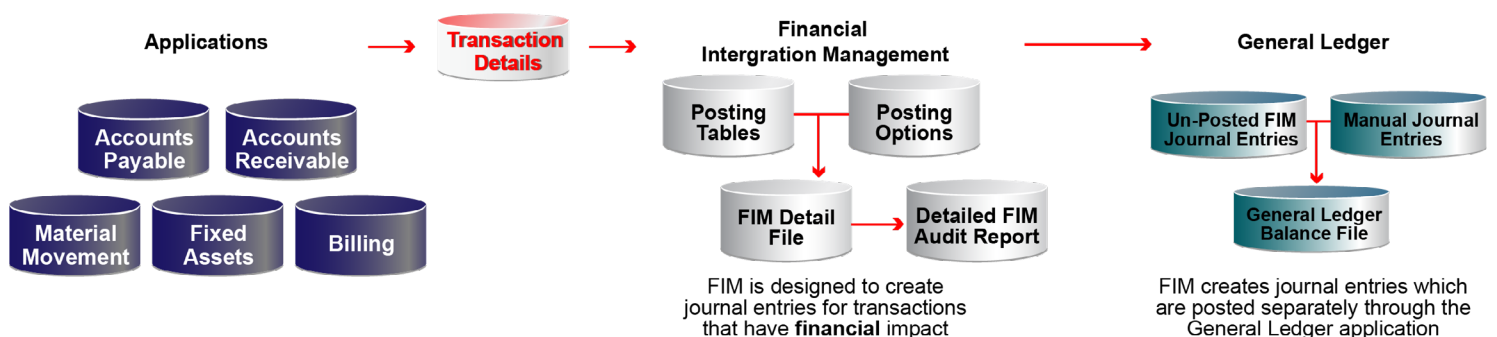 Applications
Transaction
Details
Financial
Intergration Management
General Ledger
Accounts
Payable
Accounts
Receivable
Material
Movement
Fixed
Assets
Billing
Posting
Tables
Posting
Options
FIM Detail
File
Detailed FIM
Audit Report
FIM is designed to create
journal entries for transactions
that have financial impact
Un-Posted FIM
Journal Entries
Manual Journal
Entries
General Ledger
Balance File
FIM creates journal entries which
are posted separately through the
General Ledger application